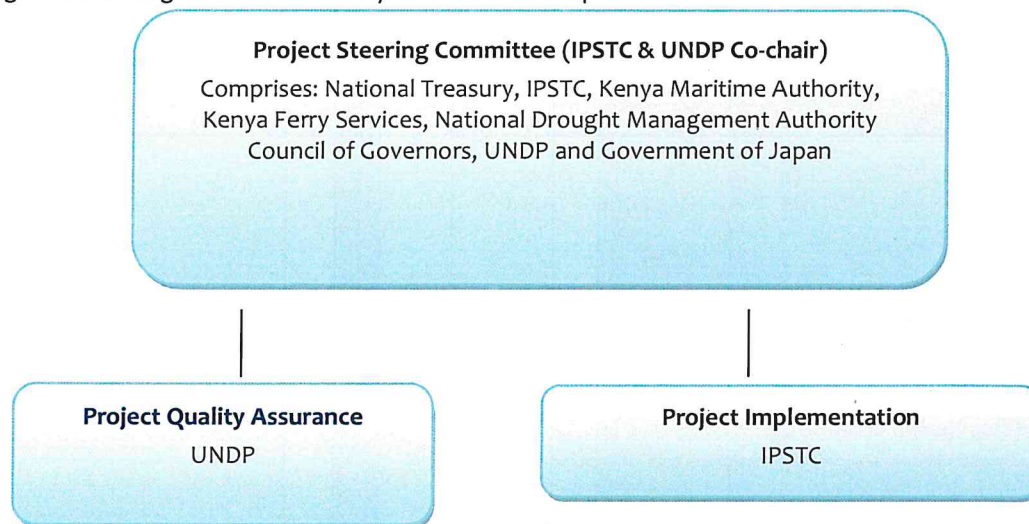 Project Steering Committee (IPSTC & UNDP Co-chair)
Comprises: National Treasury, IPSTC, Kenya Maritime Authority,
Kenya Ferry Services, National Drought Management Authority
Council of Governors, UNDP and Government of Japan
Project Quality Assurance
UNDP
Project Implementation
IPSTC